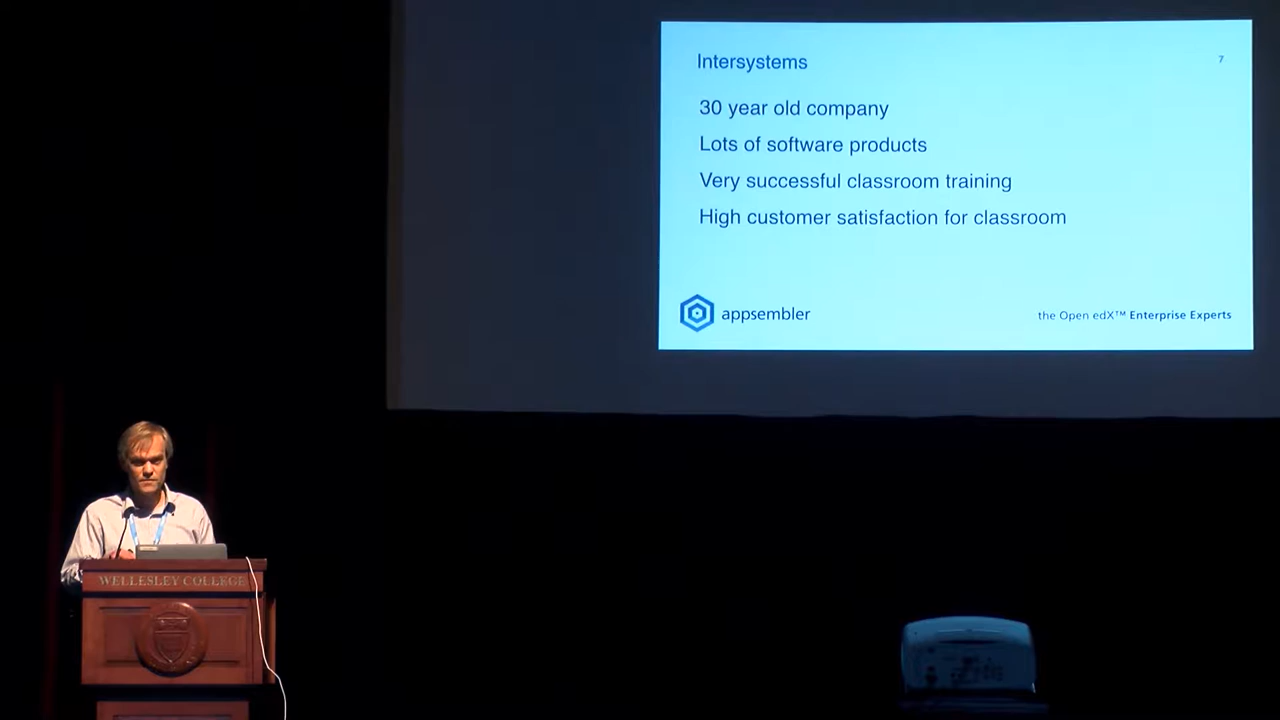 Intersystems
7
30 year old company
Lots of software products
Very successful classroom training
High customer satisfaction for classroom
appsembler
the Open edX™ Enterprise Experts
WELLESLEY COLLEGE